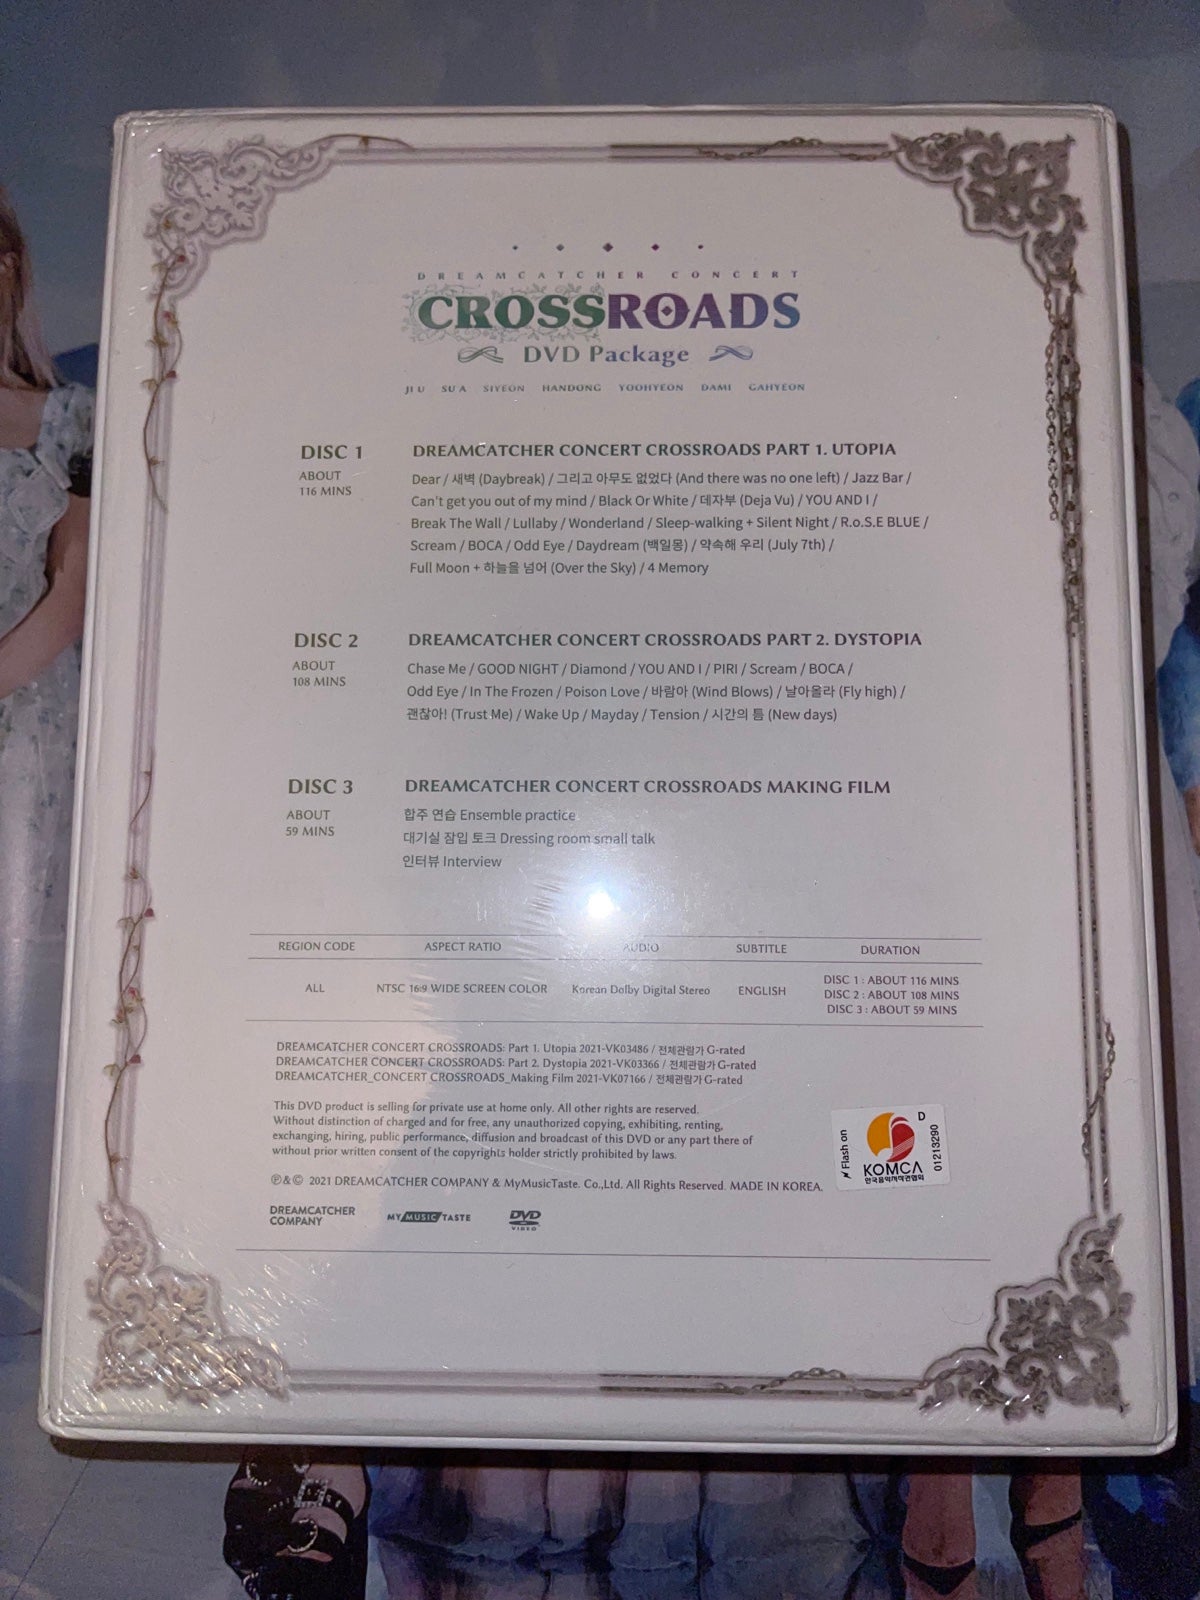 DREAMCATCHER CONCERT
CROSSROADS
DVD Package
JI U SU A SIYEON HANDONG YOOHYEON DAMI GAHYEON
DISC 1 DREAMCATCHER CONCERT CROSSROADS PART 1. UTOPIA
ABOUT
116 MINS
Dear / 새벽 (Daybreak) / 그리고 아무도 없었다 (And there was no one left) / Jazz Bar /
Can't get you out of my mind / Black Or White / 데자부 (Deja Vu) / YOU AND I /
Break The Wall / Lullaby / Wonderland / Sleep-walking + Silent Night / R.o.S.E BLUE /
Scream / BOCA / Odd Eye / Daydream (백일몽) / 약속해 우리 (July 7th) /
Full Moon + 하늘을 넘어 (Over the Sky) / 4 Memory
DISC 2 DREAMCATCHER CONCERT CROSSROADS PART 2. DYSTOPIA
ABOUT
108 MINS
Chase Me / GOOD NIGHT / Diamond / YOU AND I / PIRI / Scream / BOCA /
Odd Eye / In The Frozen / Poison Love / 바람아 (Wind Blows) / 날아올라 (Fly high) /
괜찮아! (Trust Me) / Wake Up / Mayday / Tension / 시간의 틈 (New days)
DISC 3 DREAMCATCHER CONCERT CROSSROADS MAKING FILM
ABOUT
59 MINS
합주 연습 Ensemble practice
대기실 잠입 토크 Dressing room small talk
인터뷰 Interview
REGION CODE ASPECT RATIO AUDIO SUBTITLE DURATION
ALL NTSC 16:9 WIDE SCREEN COLOR Korean Dolby Digital Stereo ENGLISH
DISC 1 : ABOUT 116 MINS
DISC 2 : ABOUT 108 MINS
DISC 3 : ABOUT 59 MINS
DREAMCATCHER CONCERT CROSSROADS: Part 1. Utopia 2021-VK03486 / 전체관람가 G-rated
DREAMCATCHER CONCERT CROSSROADS: Part 2. Dystopia 2021-VK03366 / 전체관람가 G-rated
DREAMCATCHER_CONCERT CROSSROADS_Making Film 2021-VK07166 / 전체관람가 G-rated
This DVD product is selling for private use at home only. All other rights are reserved.
Without distinction of charged and for free, any unauthorized copying, exhibiting, renting,
exchanging, hiring, public performance, diffusion and broadcast of this DVD or any part there of
without prior written consent of the copyrights holder strictly prohibited by laws.
℗&© 2021 DREAMCATCHER COMPANY & MyMusicTaste. Co.,Ltd. All Rights Reserved. MADE IN KOREA.
DREAMCATCHER
COMPANY
MY MUSIC TASTE
DVD
VIDEO
Flash on
D
KOMCA
한국음악저작권협회
01213290